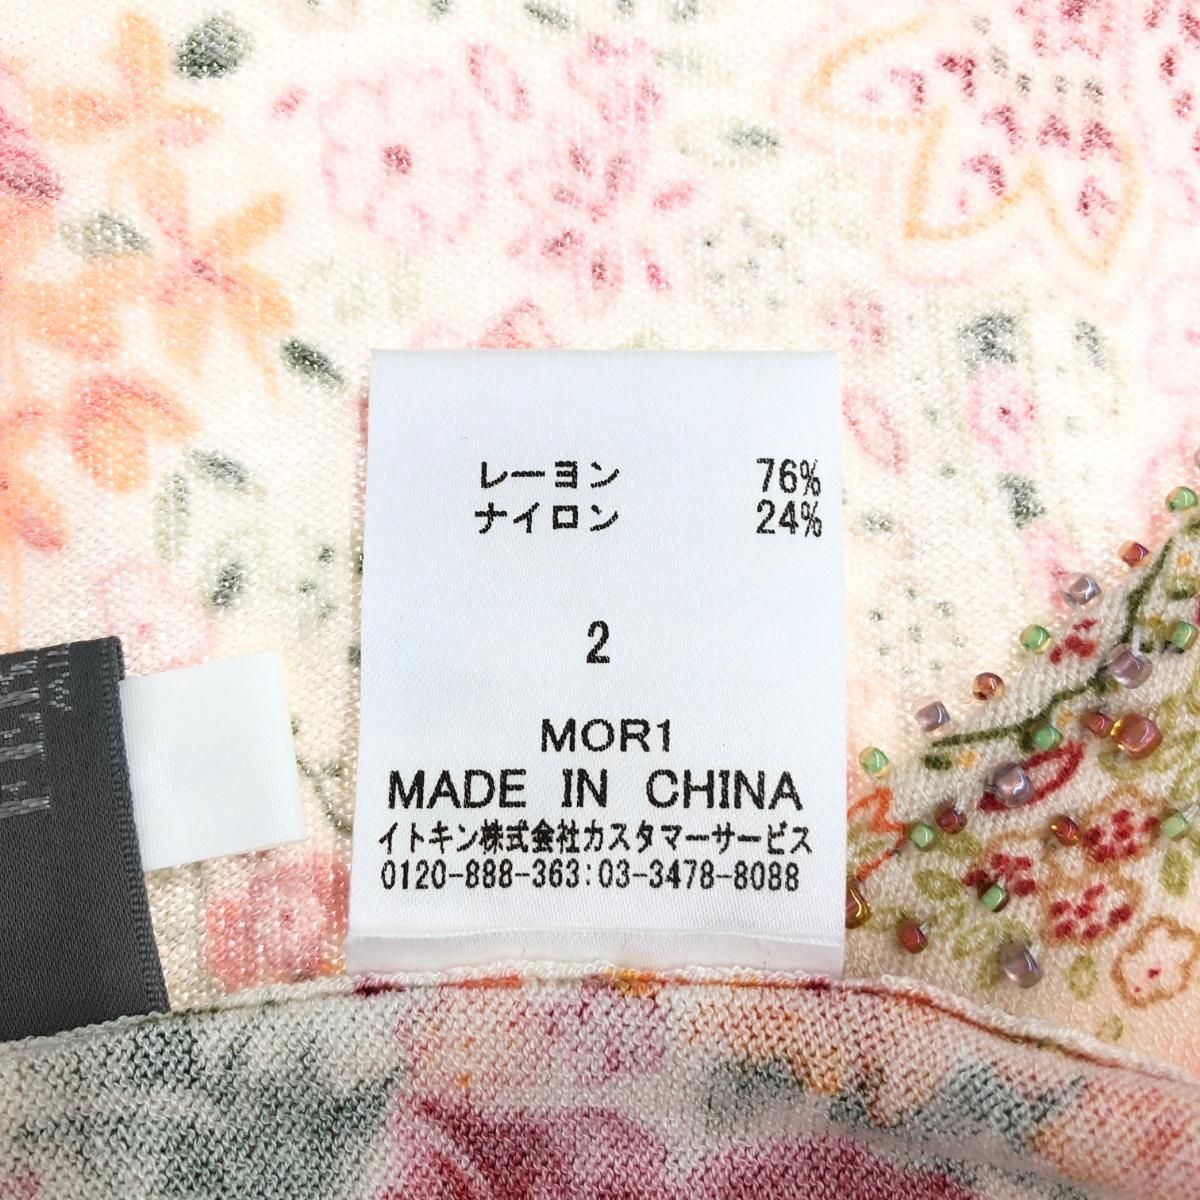 レーヨン 76%
ナイロン 24%
2
MOR1
MADE IN CHINA
イトキン株式会社カスタマーサービス
0120-888-363:03-3478-8088